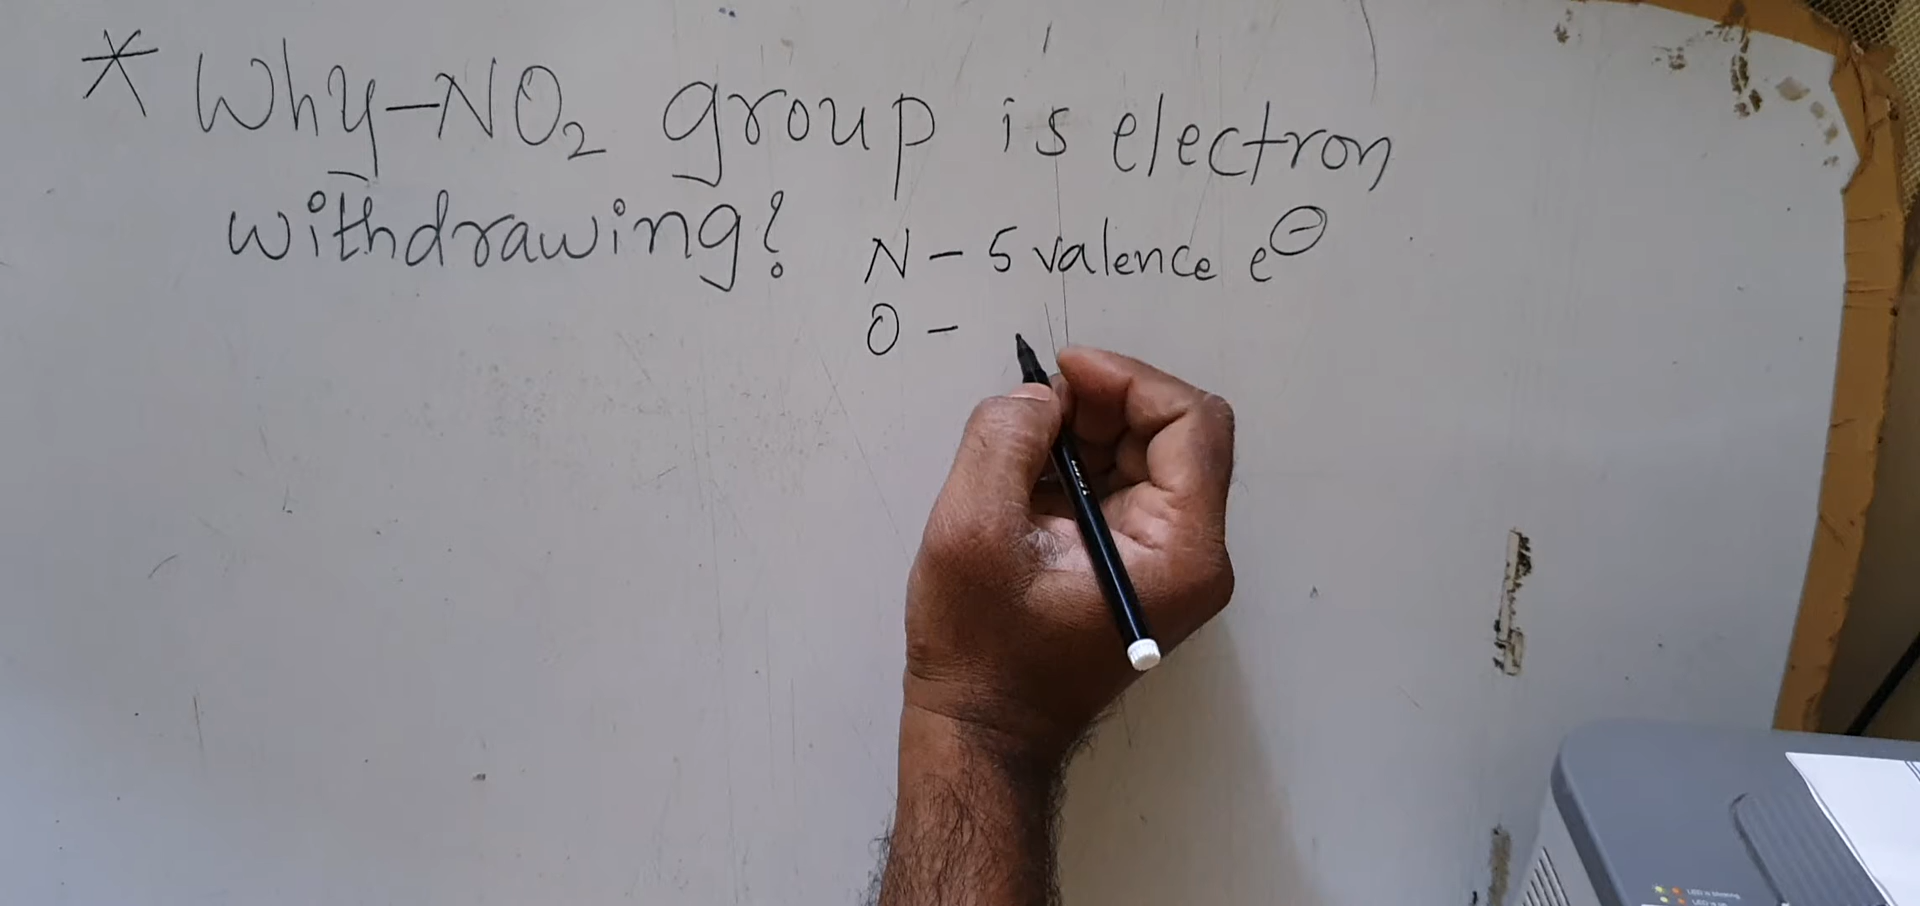 * Why -NO₂ group is electron
withdrawing?
N - 5 valence e⊖
O -